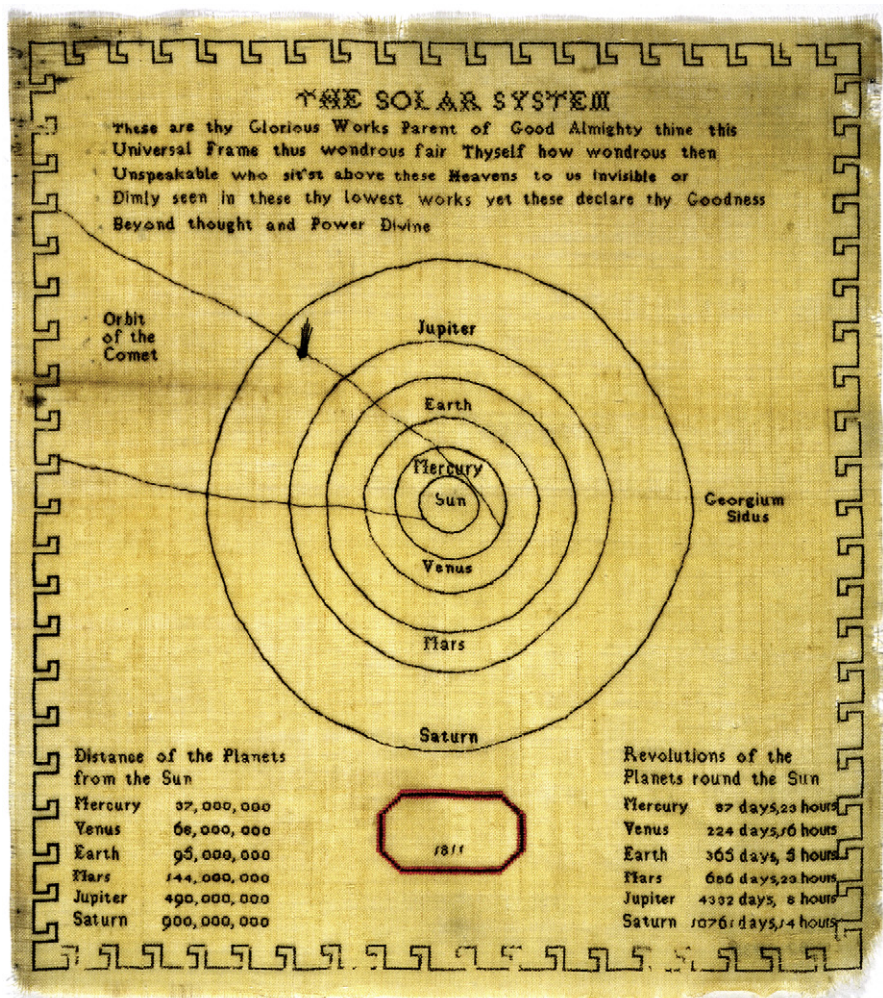 THE SOLAR SYSTEM
These are thy Glorious Works Parent of Good Almighty thine this
Universal Frame thus wondrous fair Thyself how wondrous then
Unspeakable who sit'st above these Heavens to us invisible or
Dimly seen in these thy lowest works yet these declare thy Goodness
Beyond thought and Power Divine
Orbit
of the
Comet
Jupiter
Earth
Mercury
Sun
Venus
Mars
Saturn
Georgium
Sidus
Distance of the Planets
from the Sun
Mercury 37,000,000
Venus 68,000,000
Earth 95,000,000
Mars 144,000,000
Jupiter 490,000,000
Saturn 900,000,000
1811
Revolutions of the
Planets round the Sun
Mercury 87 days,23 hours
Venus 224 days,16 hours
Earth 365 days, 5 hours
Mars 686 days,23 hours
Jupiter 4332 days, 8 hours
Saturn 10761 days,14 hours